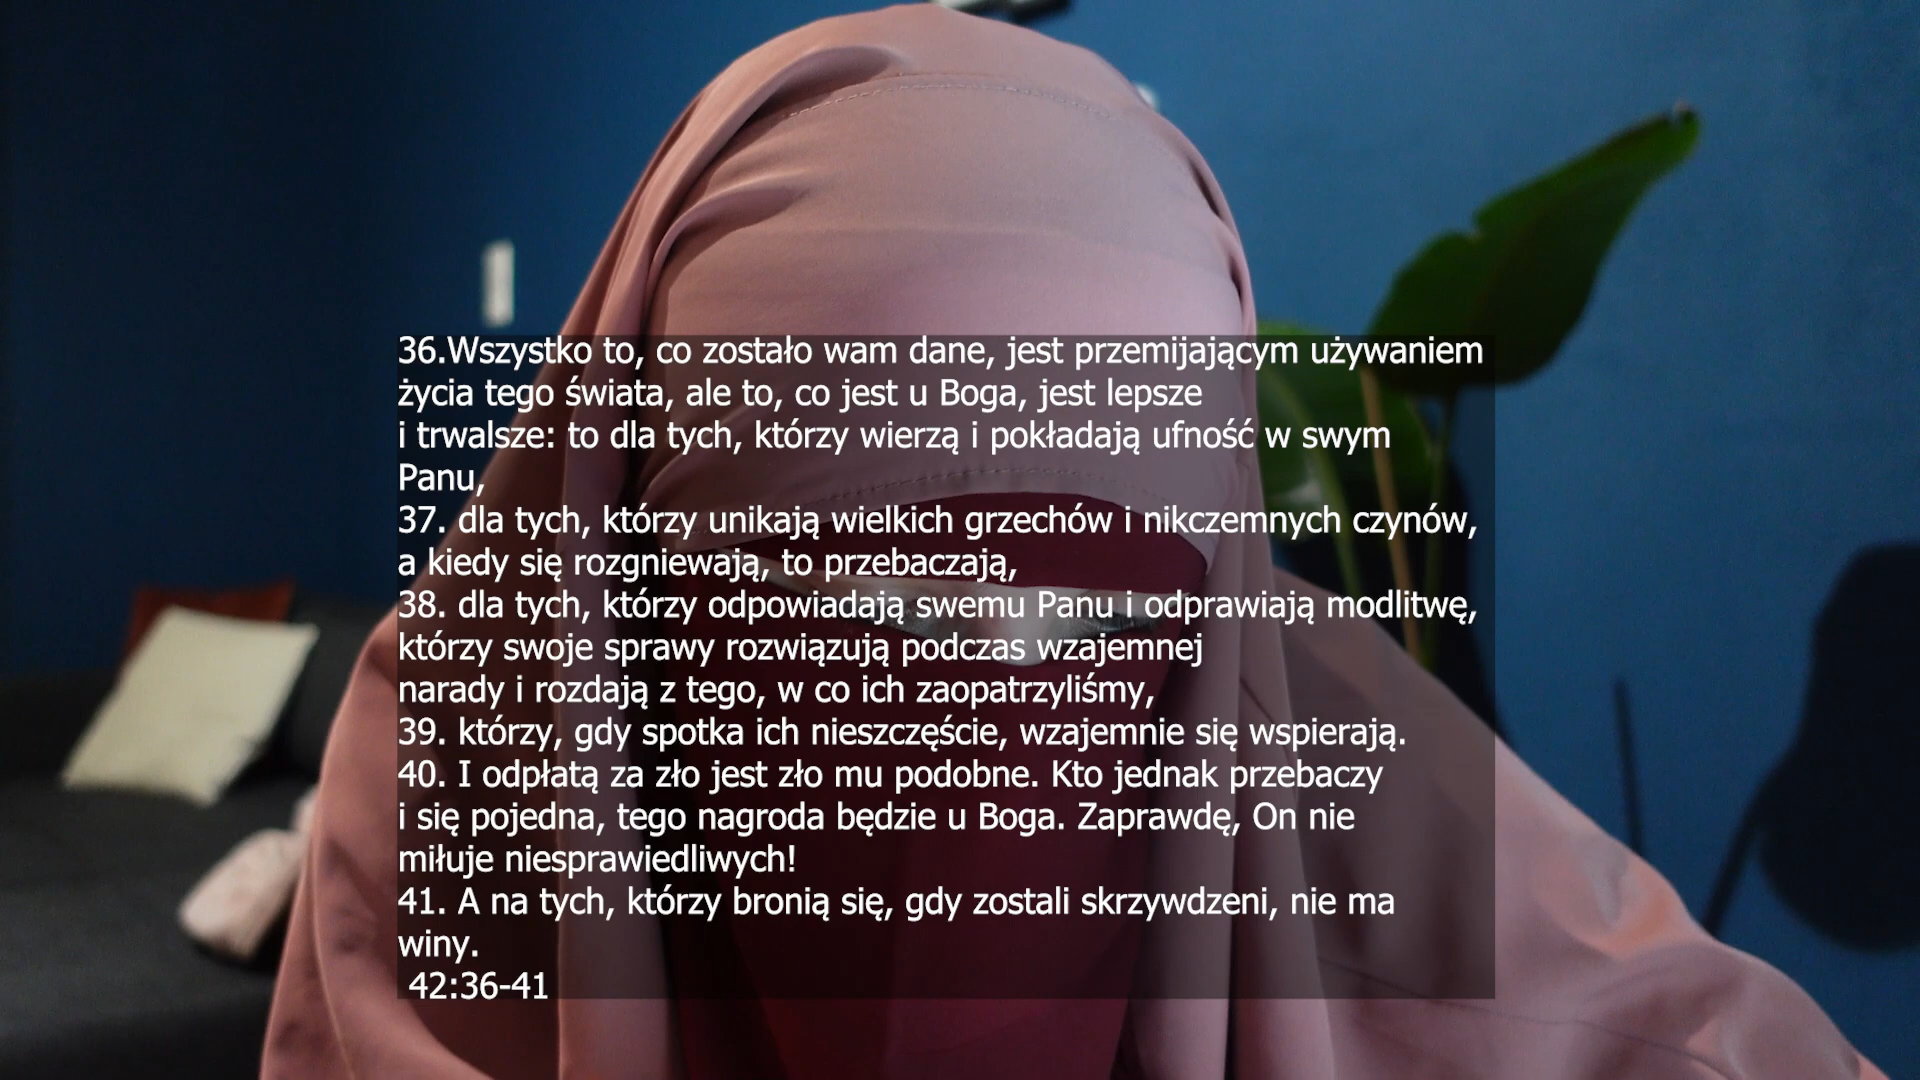 36.Wszystko to, co zostało wam dane, jest przemijającym używaniem
życia tego świata, ale to, co jest u Boga, jest lepsze
i trwalsze: to dla tych, którzy wierzą i pokładają ufność w swym
Panu,
37. dla tych, którzy unikają wielkich grzechów i nikczemnych czynów,
a kiedy się rozgniewają, to przebaczają,
38. dla tych, którzy odpowiadają swemu Panu i odprawiają modlitwę,
którzy swoje sprawy rozwiązują podczas wzajemnej
narady i rozdają z tego, w co ich zaopatrzyliśmy,
39. którzy, gdy spotka ich nieszczęście, wzajemnie się wspierają.
40. I odpłatą za zło jest zło mu podobne. Kto jednak przebaczy
i się pojedna, tego nagroda będzie u Boga. Zaprawdę, On nie
miłuje niesprawiedliwych!
41. A na tych, którzy bronią się, gdy zostali skrzywdzeni, nie ma
winy.
42:36-41